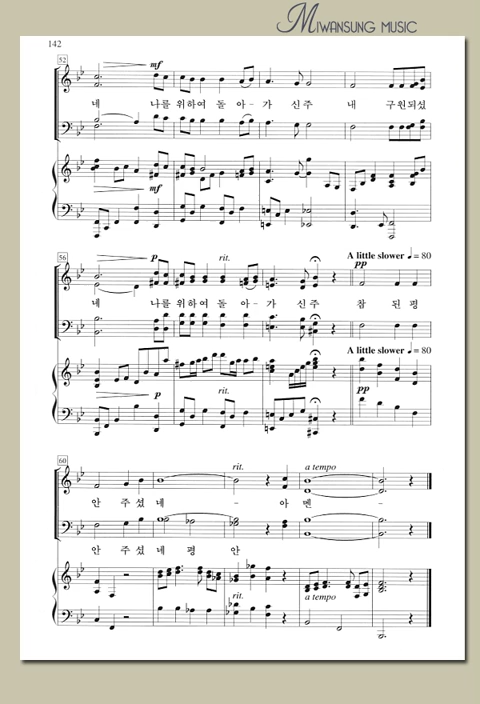 MIWANSUNG MUSIC
142
52
mf
네 나를 위하여 돌 아 - 가 신주 내 구원되셨
mf
56
p rit. A little slower ♩ = 80
pp
네 나를 위하여 돌 아 - 가 신주 참 된 평
A little slower ♩ = 80
p rit. pp
60
rit. a tempo
안 주 셨 네 - 아 멘 -
안 주 셨 네 평 안
rit. a tempo